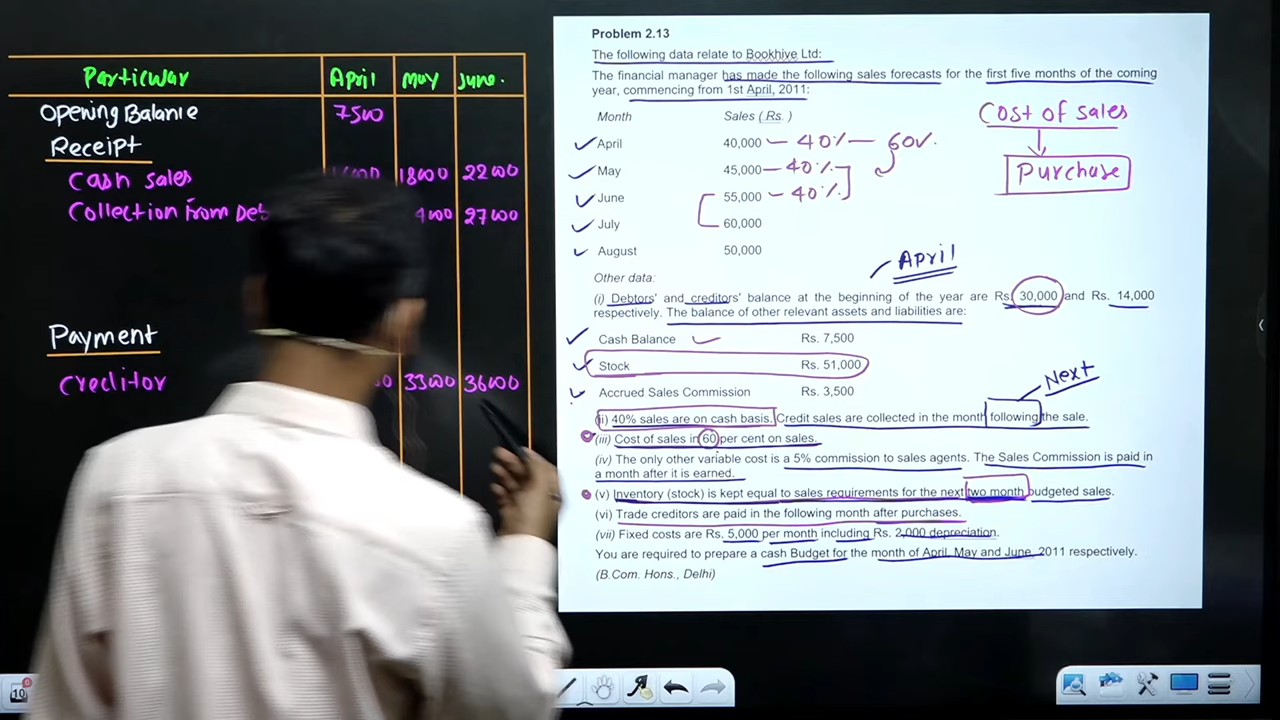 Particular April May June.
Opening Balance 7500
Receipt
Cash Sales 18000 22000
Collection From 27000
Payment
Creditor 33000 36000
Problem 2.13
The following data relate to Bookhive Ltd:
The financial manager has made the following sales forecasts for the first five months of the coming
year, commencing from 1st April, 2011:
Month Sales (Rs. )
April 40,000 – 40% – 60%.
May 45,000 – 40%.
June 55,000 – 40%.
July 60,000
August 50,000
Cost of sales
Purchase
Other data:
April
(i) Debtors' and creditors' balance at the beginning of the year are Rs. 30,000 and Rs. 14,000
respectively. The balance of other relevant assets and liabilities are:
Cash Balance Rs. 7,500
Stock Rs. 51,000
Accrued Sales Commission Rs. 3,500
Next
(ii) 40% sales are on cash basis. Credit sales are collected in the month following the sale.
(iii) Cost of sales in 60 per cent on sales.
(iv) The only other variable cost is a 5% commission to sales agents. The Sales Commission is paid in
a month after it is earned.
(v) Inventory (stock) is kept equal to sales requirements for the next two month budgeted sales.
(vi) Trade creditors are paid in the following month after purchases.
(vii) Fixed costs are Rs. 5,000 per month including Rs. 2,000 depreciation.
You are required to prepare a cash Budget for the month of April, May and June, 2011 respectively.
(B.Com. Hons., Delhi)